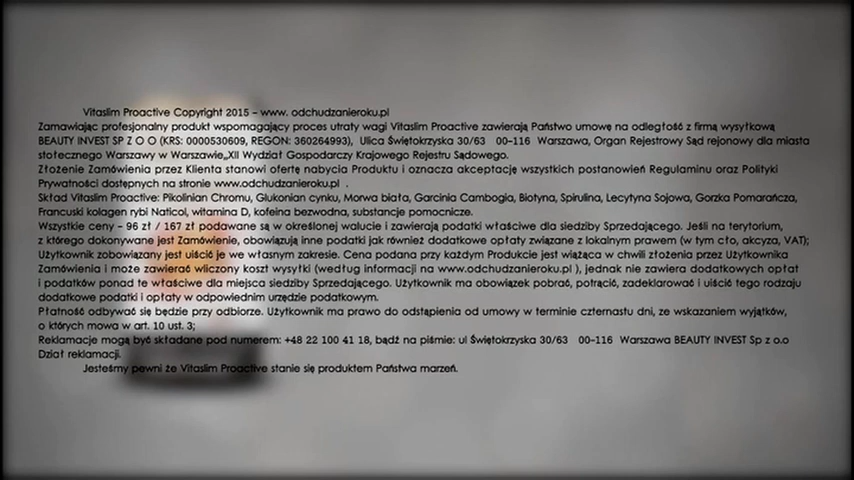 Vitaslim Proactive Copyright 2015 – www. odchudzanieroku.pl
Zamawiając profesjonalny produkt wspomagający proces utraty wagi Vitaslim Proactive zawierają Państwo umowę na odległość z firmą wysyłkową
BEAUTY INVEST SP Z O O (KRS: 0000530609, REGON: 360264993), Ulica Świętokrzyska 30/63 00–116 Warszawa, Organ Rejestrowy Sąd rejonowy dla miasta
stołecznego Warszawy w Warszawie„XII Wydział Gospodarczy Krajowego Rejestru Sądowego.
Złożenie Zamówienia przez Klienta stanowi ofertę nabycia Produktu i oznacza akceptację wszystkich postanowień Regulaminu oraz Polityki
Prywatności dostępnych na stronie www.odchudzanieroku.pl .
Skład Vitaslim Proactive: Pikolinian Chromu, Glukonian cynku, Morwa biała, Garcinia Cambogia, Biotyna, Spirulina, Lecytyna Sojowa, Gorzka Pomarańcza,
Francuski kolagen rybi Naticol, witamina D, kofeina bezwodna, substancje pomocnicze.
Wszystkie ceny – 96 zł / 167 zł podawane są w określonej walucie i zawierają podatki właściwe dla siedziby Sprzedającego. Jeśli na terytorium,
z którego dokonywane jest Zamówienie, obowiązują inne podatki jak również dodatkowe opłaty związane z lokalnym prawem (w tym cło, akcyza, VAT);
Użytkownik zobowiązany jest uiścić je we własnym zakresie. Cena podana przy każdym Produkcie jest wiążąca w chwili złożenia przez Użytkownika
Zamówienia i może zawierać wliczony koszt wysyłki (według informacji na www.odchudzanieroku.pl ), jednak nie zawiera dodatkowych opłat
i podatków ponad te właściwe dla miejsca siedziby Sprzedającego. Użytkownik ma obowiązek pobrać, potrącić, zadeklarować i uiścić tego rodzaju
dodatkowe podatki i opłaty w odpowiednim urzędzie podatkowym.
Płatność odbywać się będzie przy odbiorze. Użytkownik ma prawo do odstąpienia od umowy w terminie czternastu dni, ze wskazaniem wyjątków,
o których mowa w art. 10 ust. 3;
Reklamacje mogą być składane pod numerem: +48 22 100 41 18, bądź na piśmie: ul Świętokrzyska 30/63 00–116 Warszawa BEAUTY INVEST Sp z o.o
Dział reklamacji.
Jesteśmy pewni że Vitaslim Proactive stanie się produktem Państwa marzeń.